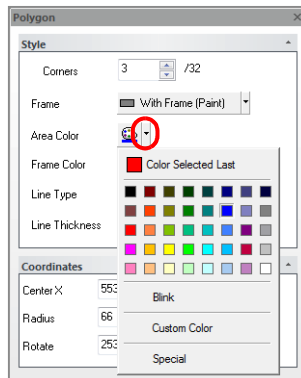 Polygon
Style
Corners 3 /32
Frame With Frame (Paint)
Area Color
Frame Color Color Selected Last
Line Type
Line Thickness
Coordinates
Center X 553
Blink
Radius 66
Custom Color
Rotate 253
Special